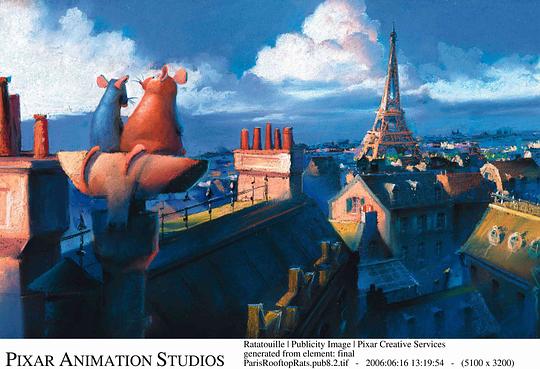 Ratatouille | Publicity Image | Pixar Creative Services
generated from element: final
PIXAR ANIMATION STUDIOS
ParisRooftopRats.pub8.2.tif - 2006:06:16 13:19:54 - (5100 x 3200)